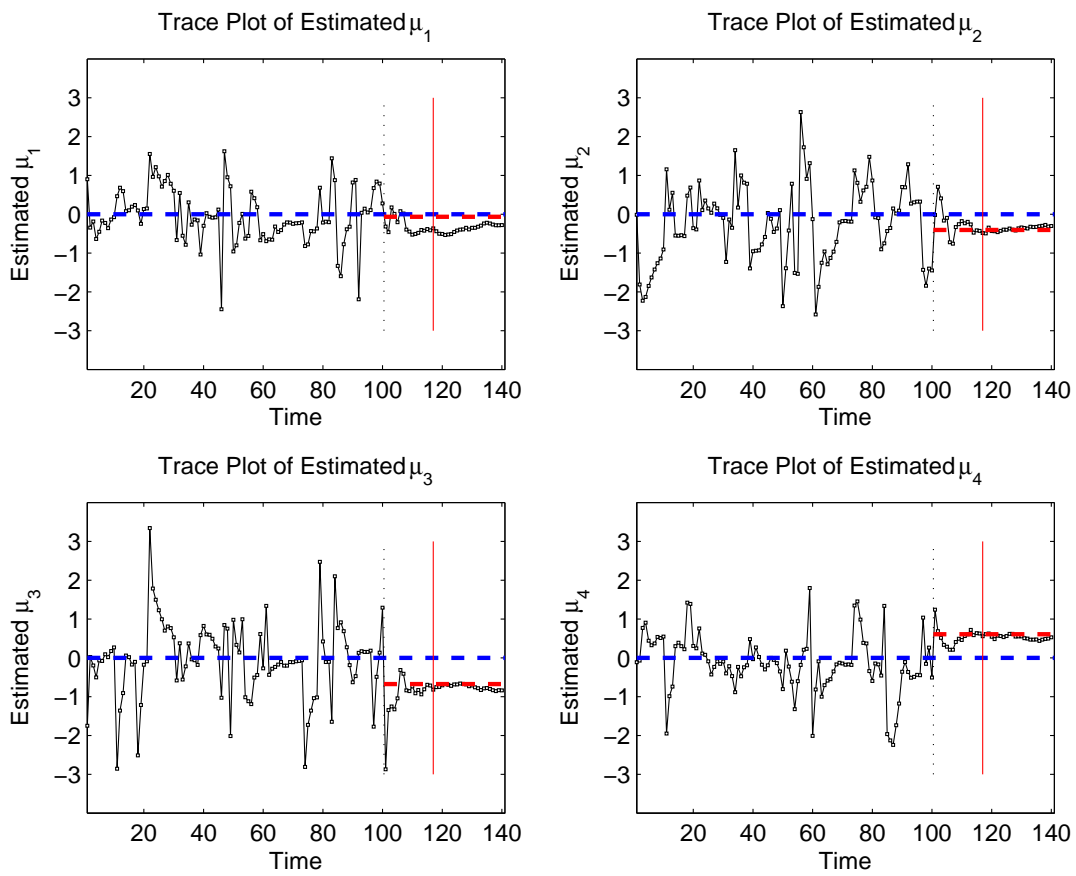 Trace Plot of Estimated μ1
Estimated μ1
3
2
1
0
−1
−2
−3
20 40 60 80 100 120 140
Time
Trace Plot of Estimated μ2
Estimated μ2
3
2
1
0
−1
−2
−3
20 40 60 80 100 120 140
Time
Trace Plot of Estimated μ3
Estimated μ3
3
2
1
0
−1
−2
−3
20 40 60 80 100 120 140
Time
Trace Plot of Estimated μ4
Estimated μ4
3
2
1
0
−1
−2
−3
20 40 60 80 100 120 140
Time